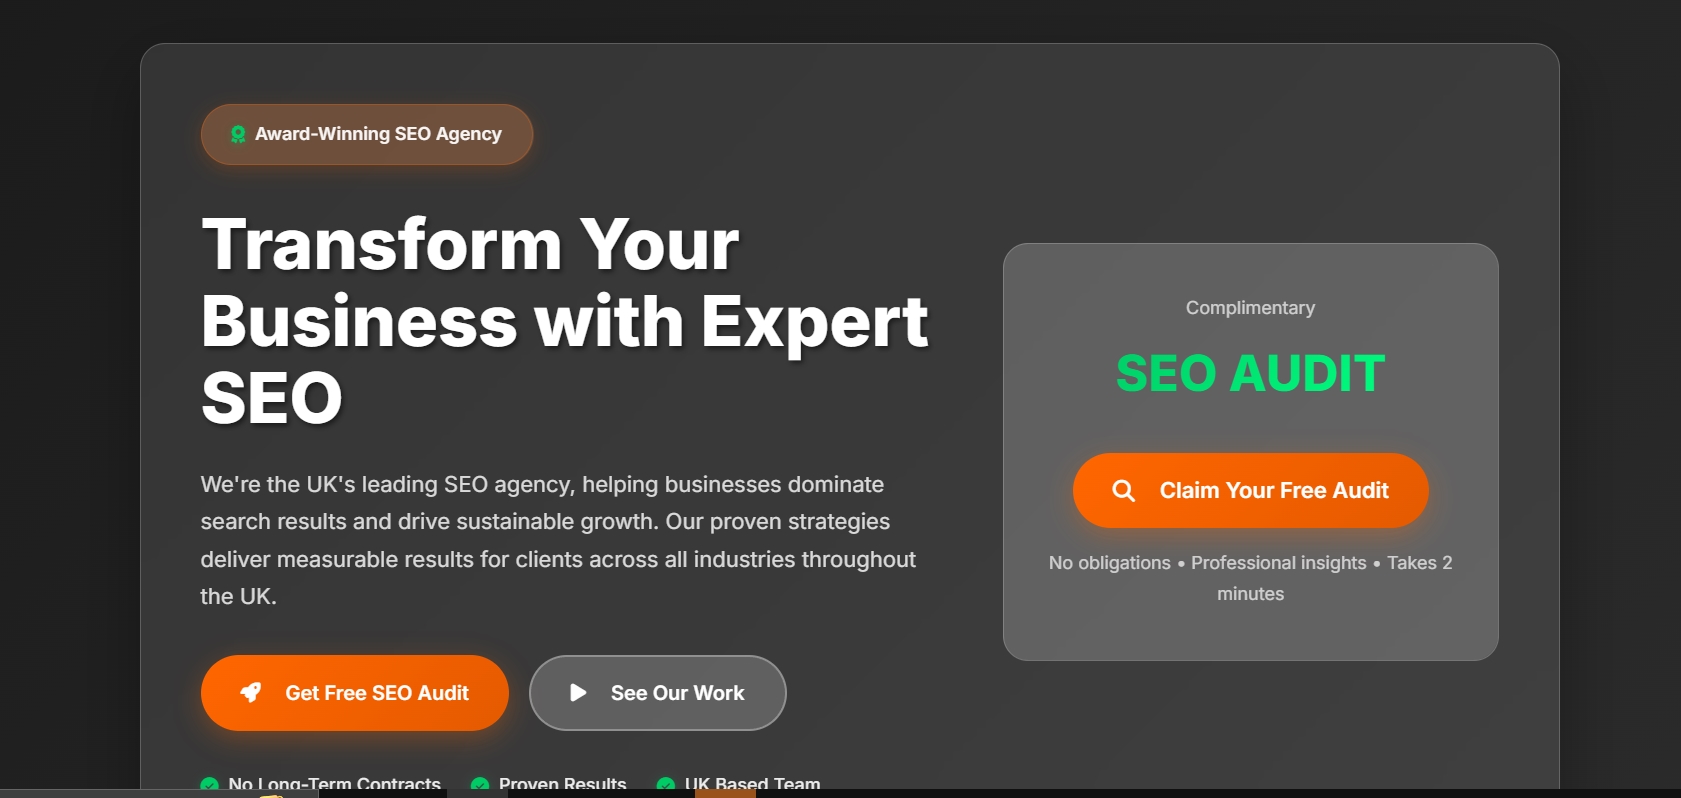 Award-Winning SEO Agency
Transform Your
Business with Expert
SEO
We're the UK's leading SEO agency, helping businesses dominate
search results and drive sustainable growth. Our proven strategies
deliver measurable results for clients across all industries throughout
the UK.
Get Free SEO Audit
See Our Work
No Long-Term Contracts
Proven Results
UK Based Team
Complimentary
SEO AUDIT
Claim Your Free Audit
No obligations • Professional insights • Takes 2
minutes